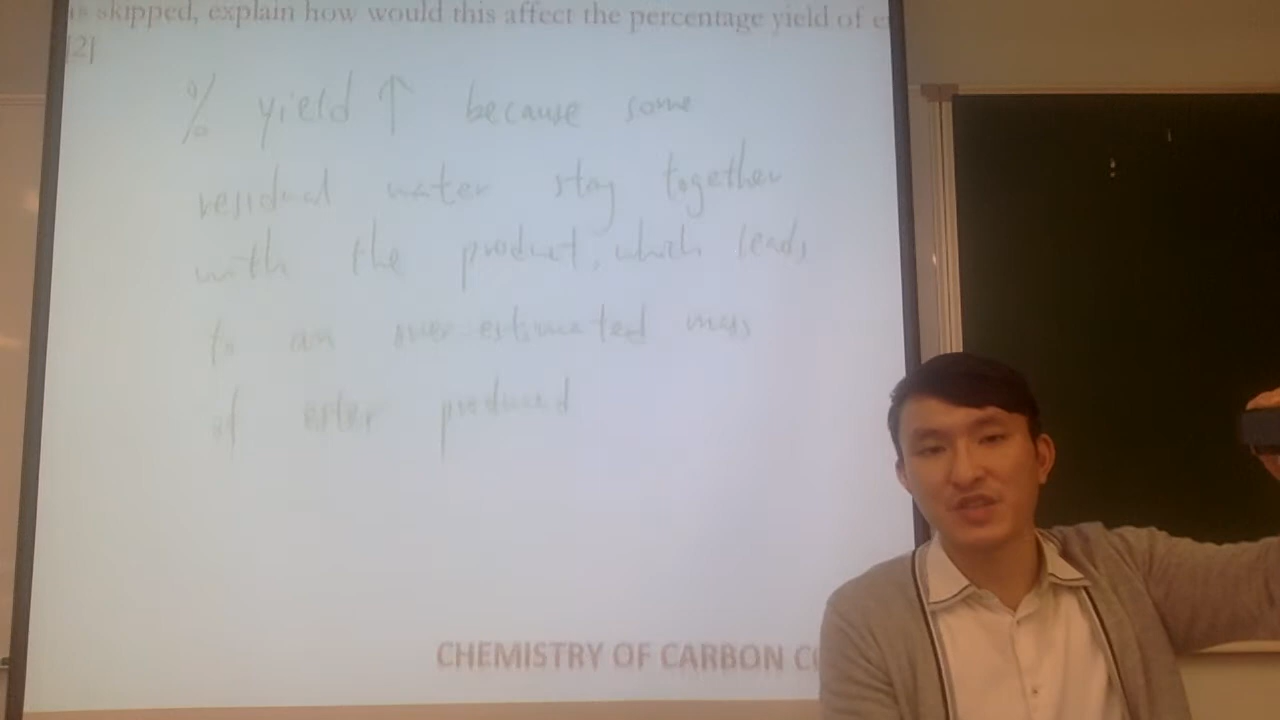 is skipped, explain how would this affect the percentage yield of
[2]
% yield ↑ because some
residual water stay together
with the product, which leads
to an over-estimated mass
of ester produced
CHEMISTRY OF CARBON